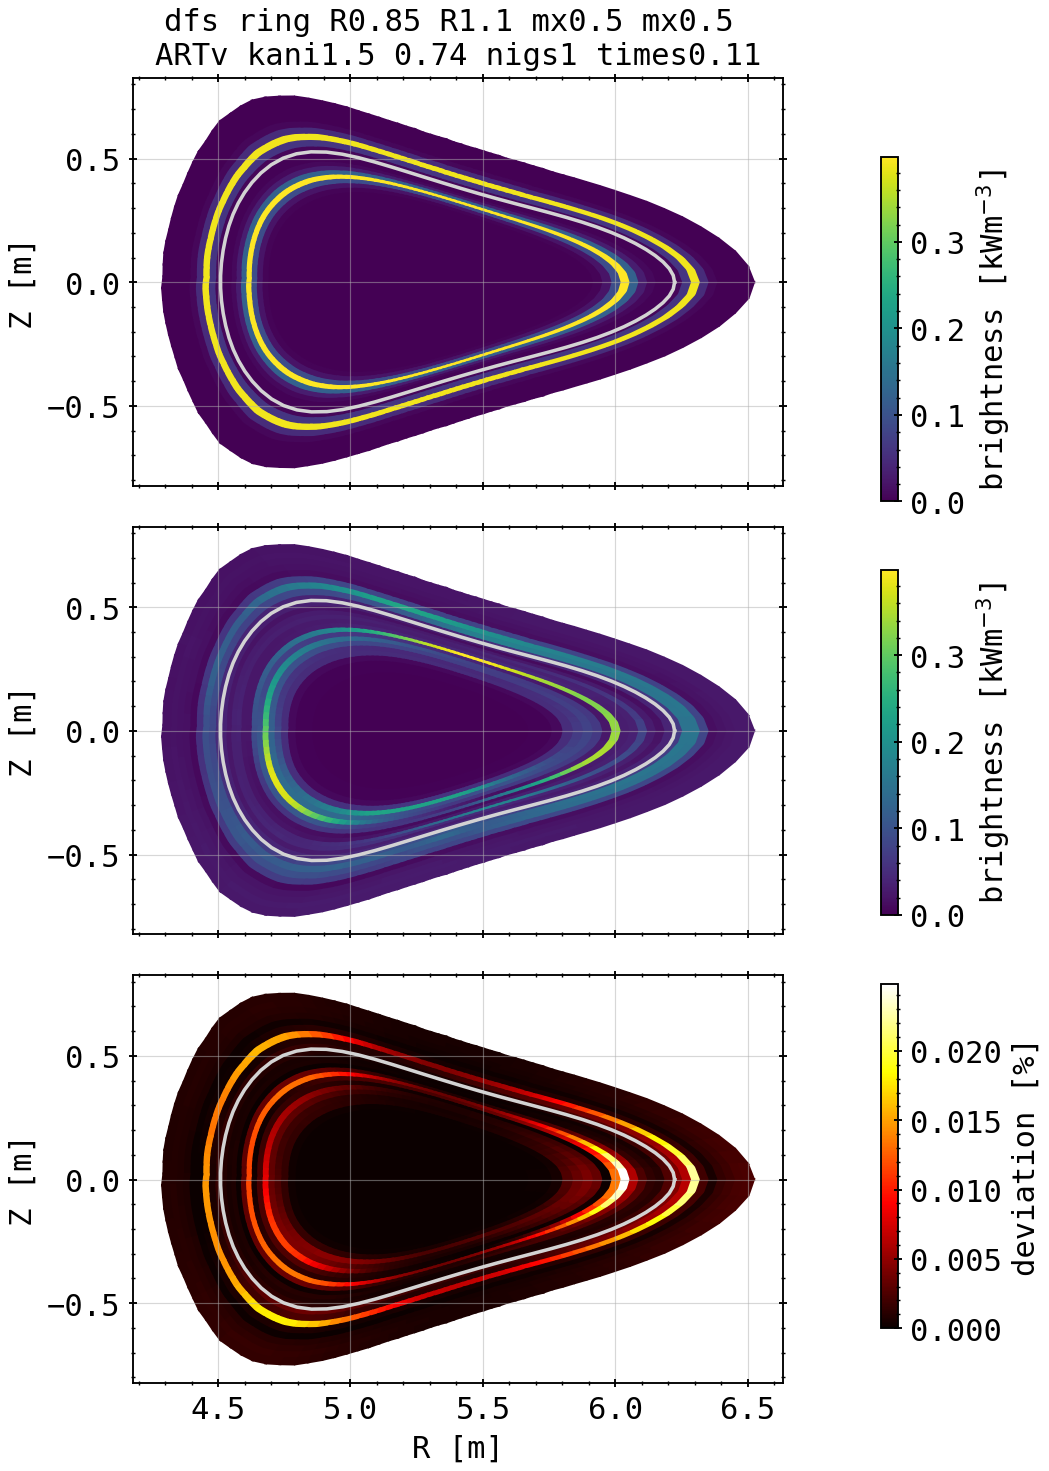 dfs ring R0.85 R1.1 mx0.5 mx0.5
ARTv kani1.5 0.74 nigs1 times0.11
0.5
0.0
−0.5
Z [m]
0.3
0.2
0.1
0.0
brightness [kWm⁻³]
0.5
0.0
−0.5
Z [m]
0.3
0.2
0.1
0.0
brightness [kWm⁻³]
0.5
0.0
−0.5
Z [m]
0.020
0.015
0.010
0.005
0.000
deviation [%]
4.5 5.0 5.5 6.0 6.5
R [m]